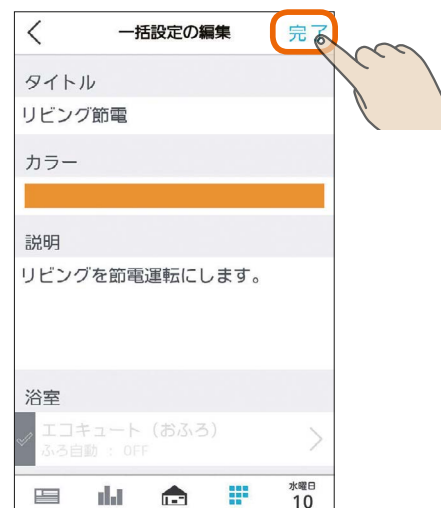 一括設定の編集 完了
タイトル
リビング節電
カラー
説明
リビングを節電運転にします。
浴室
エコキュート（おふろ）
ふろ自動 : OFF
水曜日
10